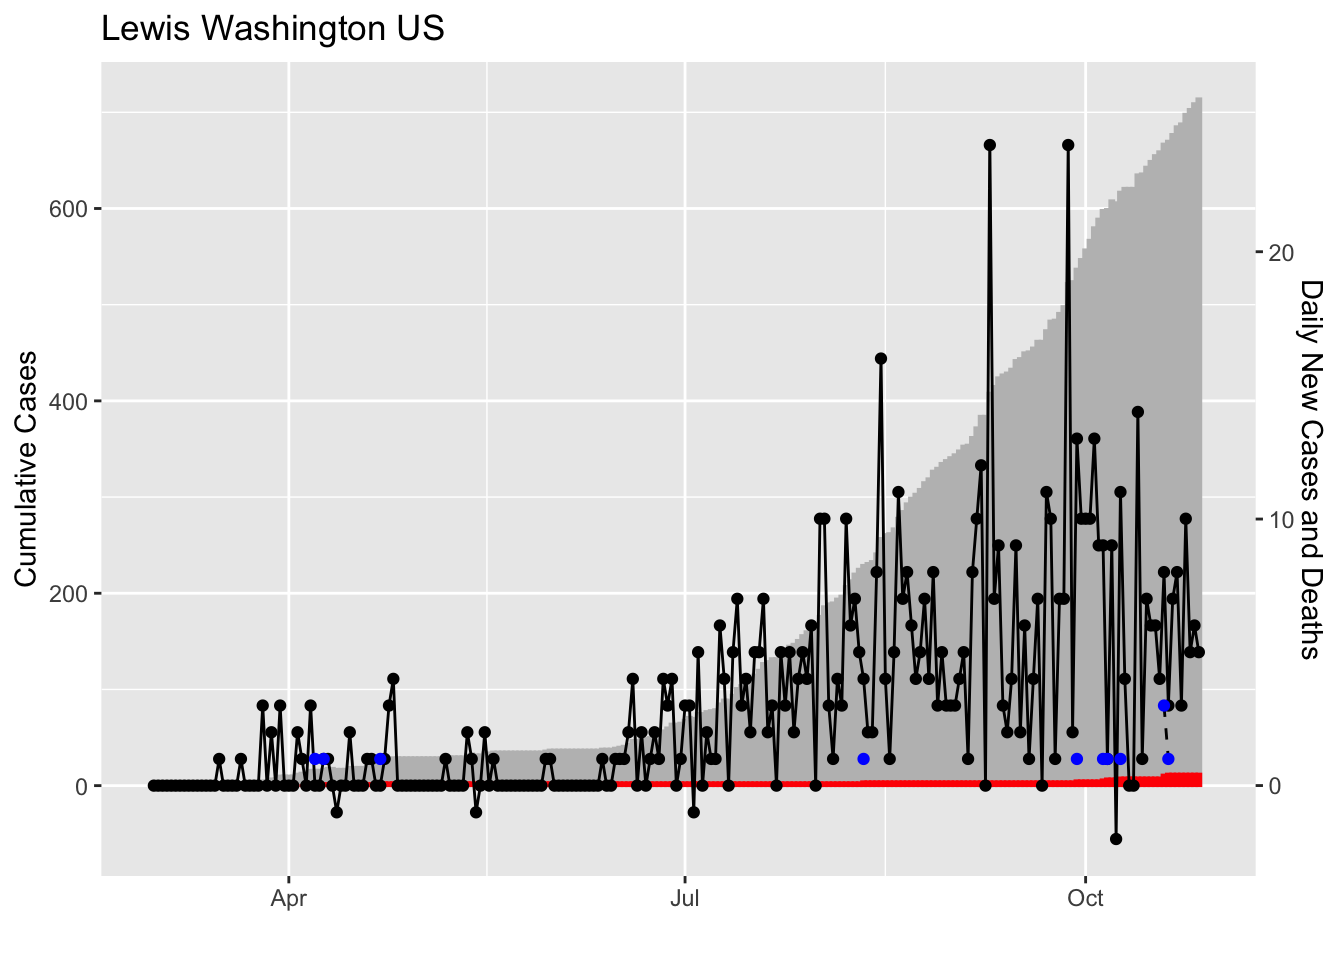 Lewis Washington US
Cumulative Cases
600
400
200
0
20
10
0
Daily New Cases and Deaths
Apr
Jul
Oct